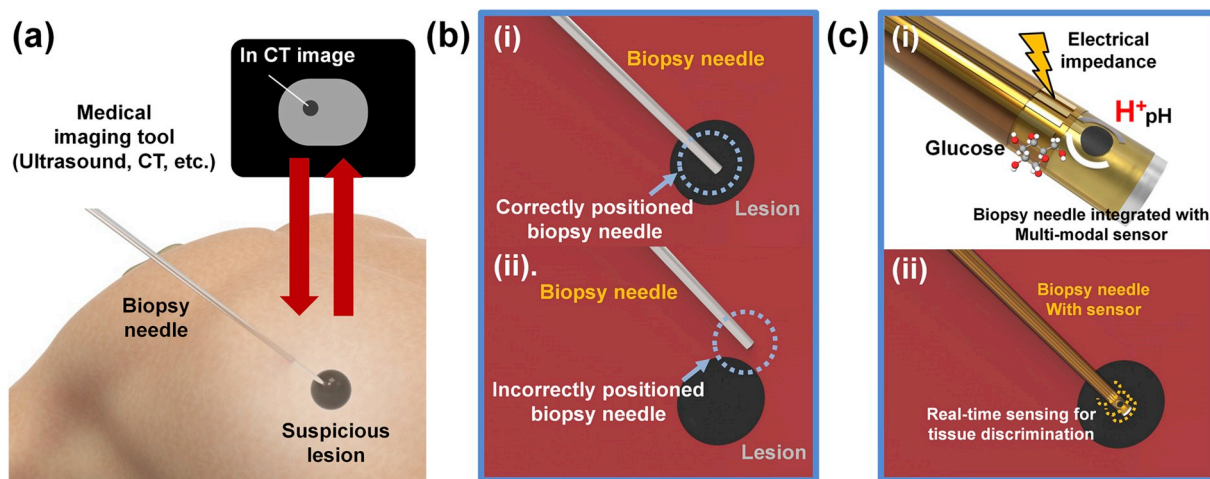 (a)
In CT image
Medical
imaging tool
(Ultrasound, CT, etc.)
Biopsy
needle
Suspicious
lesion
(b)
(i)
Biopsy needle
Correctly positioned
biopsy needle
Lesion
(ii).
Biopsy needle
Incorrectly positioned
biopsy needle
Lesion
(c)
(i)
Electrical
impedance
H⁺ pH
Glucose
Biopsy needle integrated with
Multi-modal sensor
(ii)
Biopsy needle
With sensor
Real-time sensing for
tissue discrimination